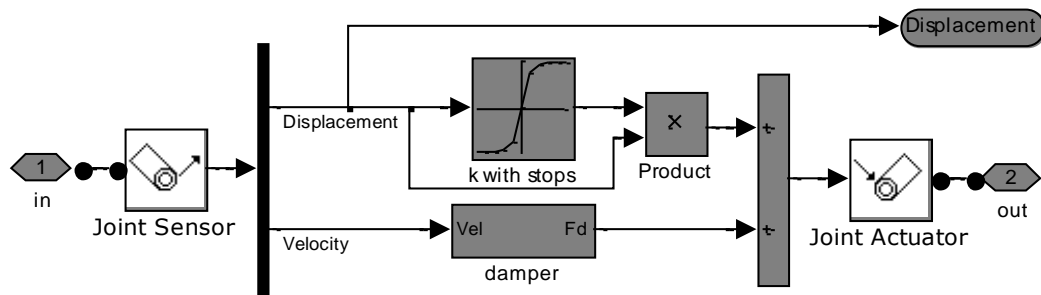 Displacement
Displacement
k with stops
×
Product
+
1
in
Joint Sensor
Velocity
Vel
Fd
damper
+
Joint Actuator
2
out